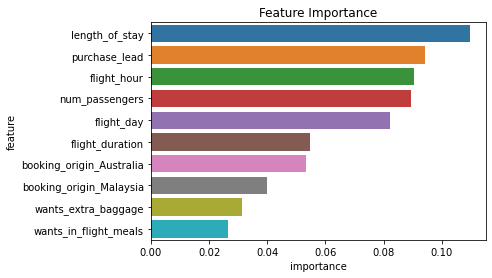 Feature Importance
length_of_stay
purchase_lead
flight_hour
num_passengers
flight_day
flight_duration
booking_origin_Australia
booking_origin_Malaysia
wants_extra_baggage
wants_in_flight_meals
feature
0.00 0.02 0.04 0.06 0.08 0.10
importance